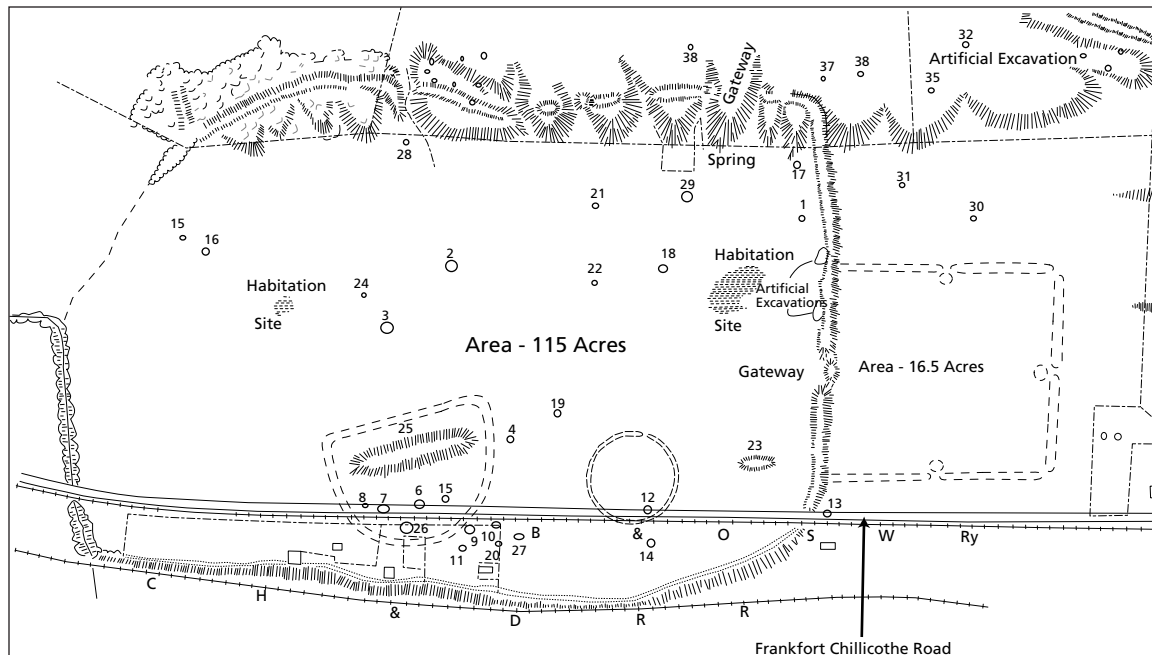 32
38
Gateway
37
38
Artificial Excavation
35
28
Spring
17
31
29
21
1
30
15
16
2
18
Habitation
24
22
Habitation
Artificial
Excavations
Site
Site
3
Area - 115 Acres
Gateway
Area - 16.5 Acres
19
25
4
23
8
7
6
15
12
13
26
9
10
B
&
O
S
W
Ry
11
20
27
14
C
H
&
D
R
R
Frankfort Chillicothe Road